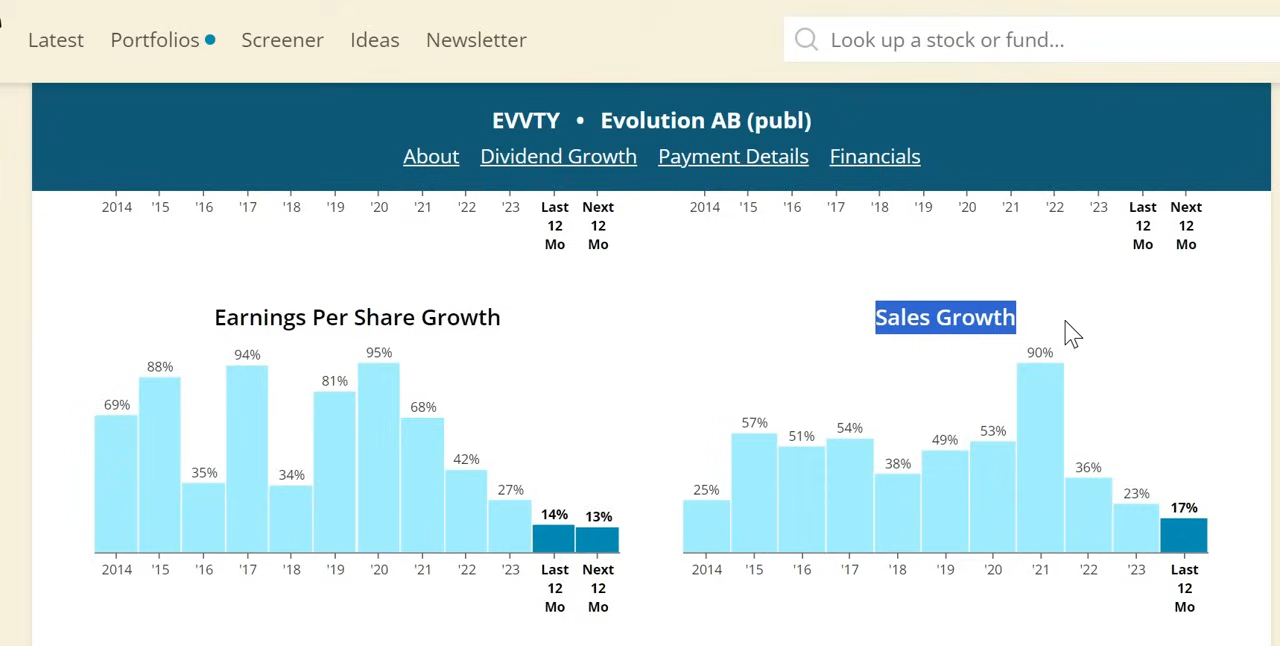 Latest Portfolios Screener Ideas Newsletter Look up a stock or fund...
EVVTY • Evolution AB (publ)
About Dividend Growth Payment Details Financials
2014 '15 '16 '17 '18 '19 '20 '21 '22 '23 Last 12 Mo Next 12 Mo
2014 '15 '16 '17 '18 '19 '20 '21 '22 '23 Last 12 Mo Next 12 Mo
Earnings Per Share Growth
69% 88% 35% 94% 34% 81% 95% 68% 42% 27% 14% 13%
2014 '15 '16 '17 '18 '19 '20 '21 '22 '23 Last 12 Mo Next 12 Mo
Sales Growth
25% 57% 51% 54% 38% 49% 53% 90% 36% 23% 17%
2014 '15 '16 '17 '18 '19 '20 '21 '22 '23 Last 12 Mo